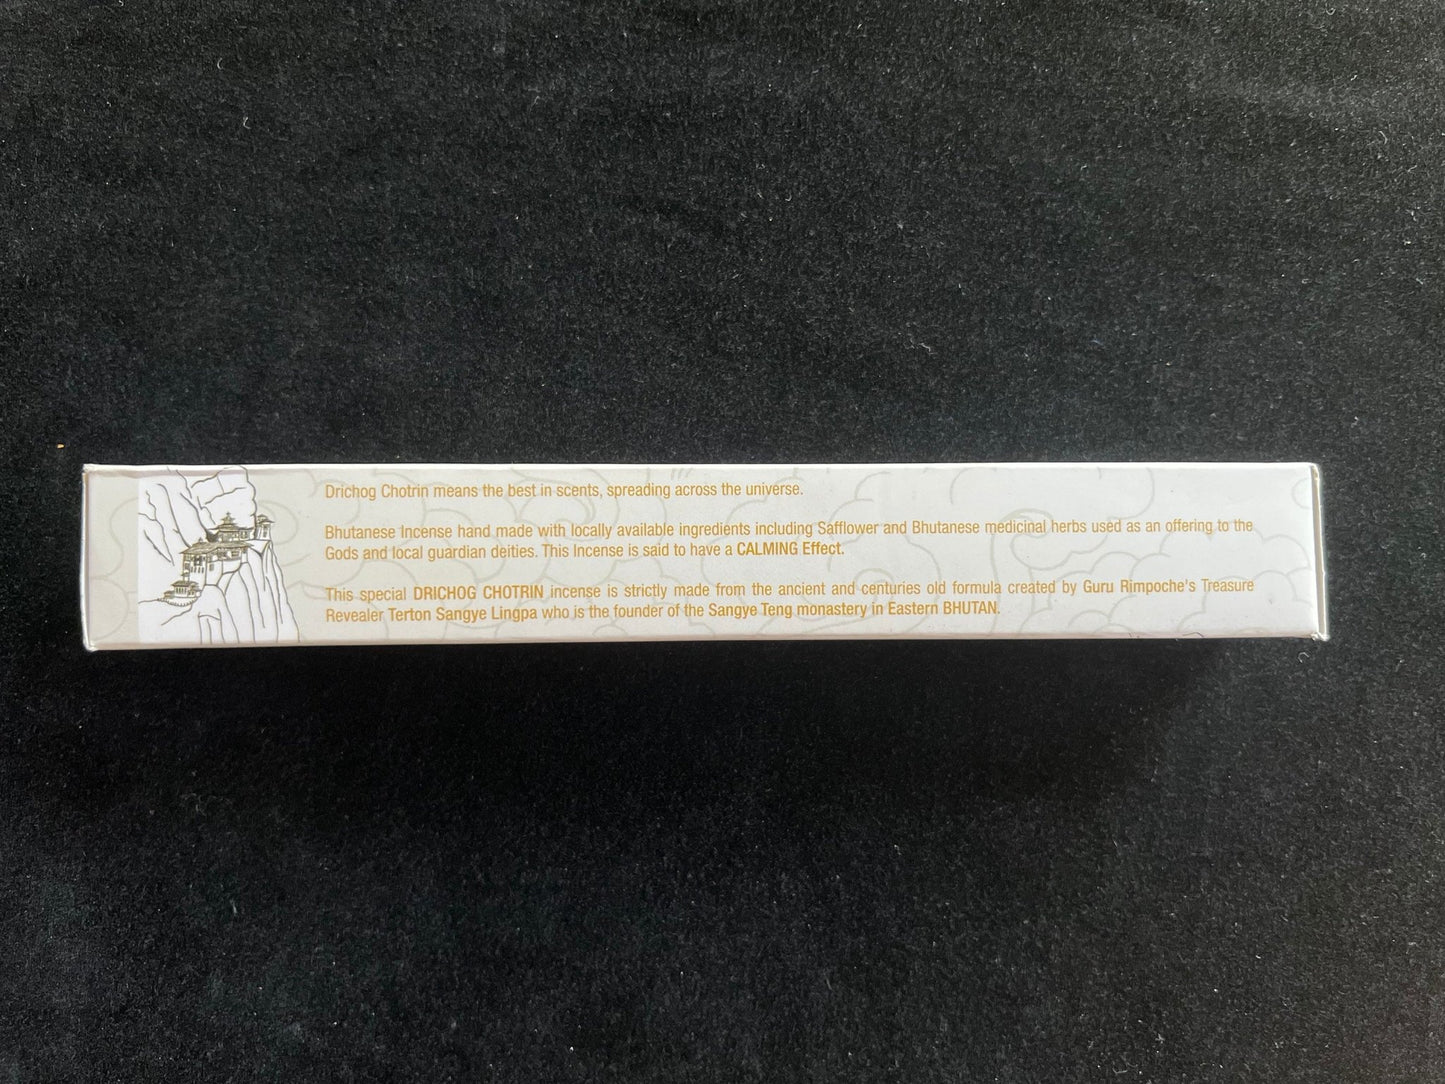 Drichog Chotrin means the best in scents, spreading across the universe.
Bhutanese Incense hand made with locally available ingredients including Safflower and Bhutanese medicinal herbs used as an offering to the
Gods and local guardian deities. This Incense is said to have a CALMING Effect.
This special DRICHOG CHOTRIN incense is strictly made from the ancient and centuries old formula created by Guru Rimpoche's Treasure
Revealer Terton Sangye Lingpa who is the founder of the Sangye Teng monastery in Eastern BHUTAN.